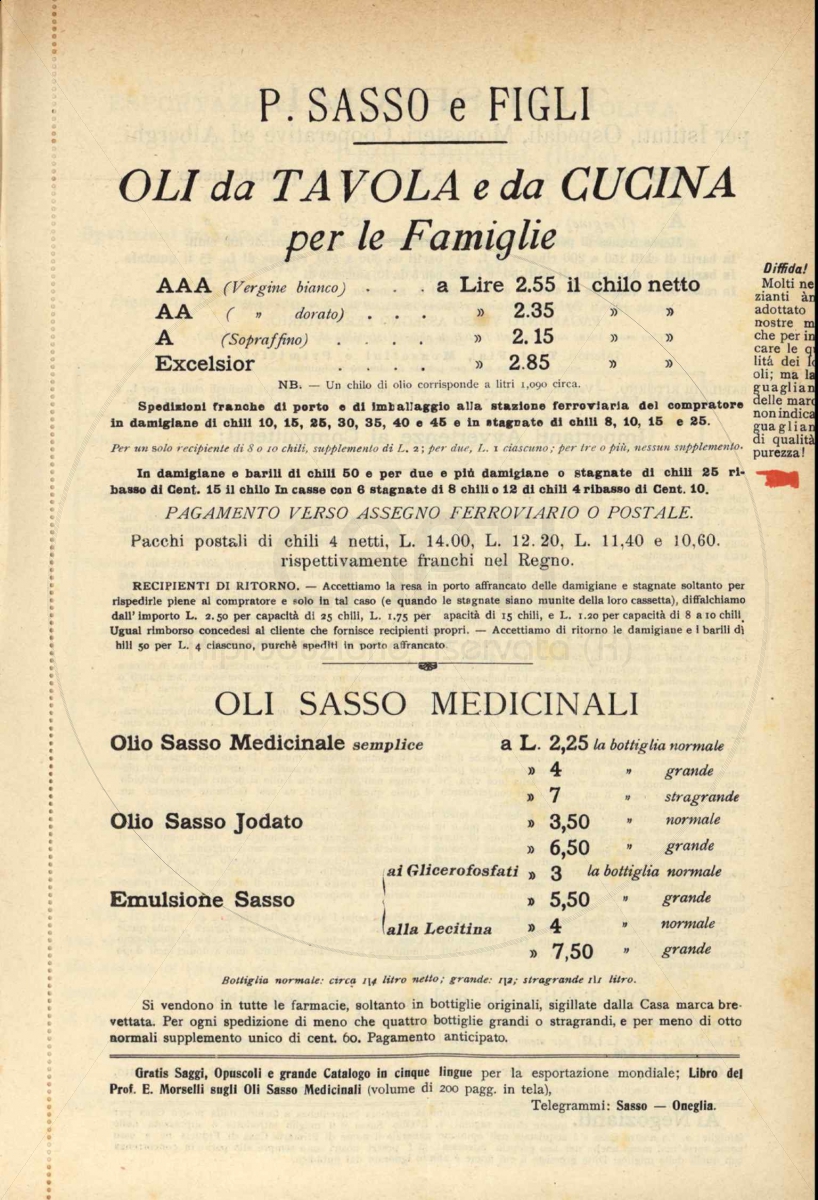 P. SASSO e FIGLI
OLI da TAVOLA e da CUCINA
per le Famiglie
AAA (Vergine bianco) . . . a Lire 2.55 il chilo netto
AA ( „ dorato) . . . » 2.35 » »
A (Sopraffino) . . . . » 2.15 » »
Excelsior . . . . » 2.85 » »
NB. — Un chilo di olio corrisponde a litri 1,090 circa.
Spedizioni franche di porto e di imballaggio alla stazione ferroviaria del compratore
in damigiane di chili 10, 15, 25, 30, 35, 40 e 45 e in stagnate di chili 8, 10, 15 e 25.
Per un solo recipiente di 8 o 10 chili, supplemento di L. 2; per due, L. 1 ciascuno; per tre o più, nessun snpplemento.
In damigiane e barili di chili 50 e per due e più damigiane o stagnate di chili 25 ri-
basso di Cent. 15 il chilo In casse con 6 stagnate di 8 chili o 12 di chili 4 ribasso di Cent. 10.
PAGAMENTO VERSO ASSEGNO FERROVIARIO O POSTALE.
Pacchi postali di chili 4 netti, L. 14.00, L. 12.20, L. 11,40 e 10,60.
rispettivamente franchi nel Regno.
RECIPIENTI DI RITORNO. — Accettiamo la resa in porto affrancato delle damigiane e stagnate soltanto per
rispedirle piene al compratore e solo in tal caso (e quando le stagnate siano munite della loro cassetta), diffalchiamo
dall'importo L. 2.50 per capacità di 25 chili, L. 1,75 per apacità di 15 chili, e L. 1.20 per capacità di 8 a 10 chili.
Ugual rimborso concedesi al cliente che fornisce recipienti propri. — Accettiamo di ritorno le damigiane e i barili di
hili 50 per L. 4 ciascuno, purchè spediti in porto affrancato
OLI SASSO MEDICINALI
Olio Sasso Medicinale semplice a L. 2,25 la bottiglia normale
» 4 „ grande
» 7 „ stragrande
Olio Sasso Jodato » 3,50 „ normale
» 6,50 „ grande
ai Glicerofosfati » 3 la bottiglia normale
Emulsione Sasso » 5,50 „ grande
alla Lecitina » 4 „ normale
» 7,50 „ grande
Bottiglia normale: circa 1\4 litro netto; grande: 1\2; stragrande 1\1 litro.
Si vendono in tutte le farmacie, soltanto in bottiglie originali, sigillate dalla Casa marca bre-
vettata. Per ogni spedizione di meno che quattro bottiglie grandi o stragrandi, e per meno di otto
normali supplemento unico di cent. 60. Pagamento anticipato.
Gratis Saggi, Opuscoli e grande Catalogo in cinque lingue per la esportazione mondiale; Libro del
Prof. E. Morselli sugli Oli Sasso Medicinali (volume di 200 pagg. in tela),
Telegrammi: Sasso — Oneglia.
Diffida!
Molti ne
zianti àn
adottato
nostre m
che per in
care le q
lità dei l
oli; ma la
guaglian
delle marc
non indica
guaglian
di qualità
purezza!